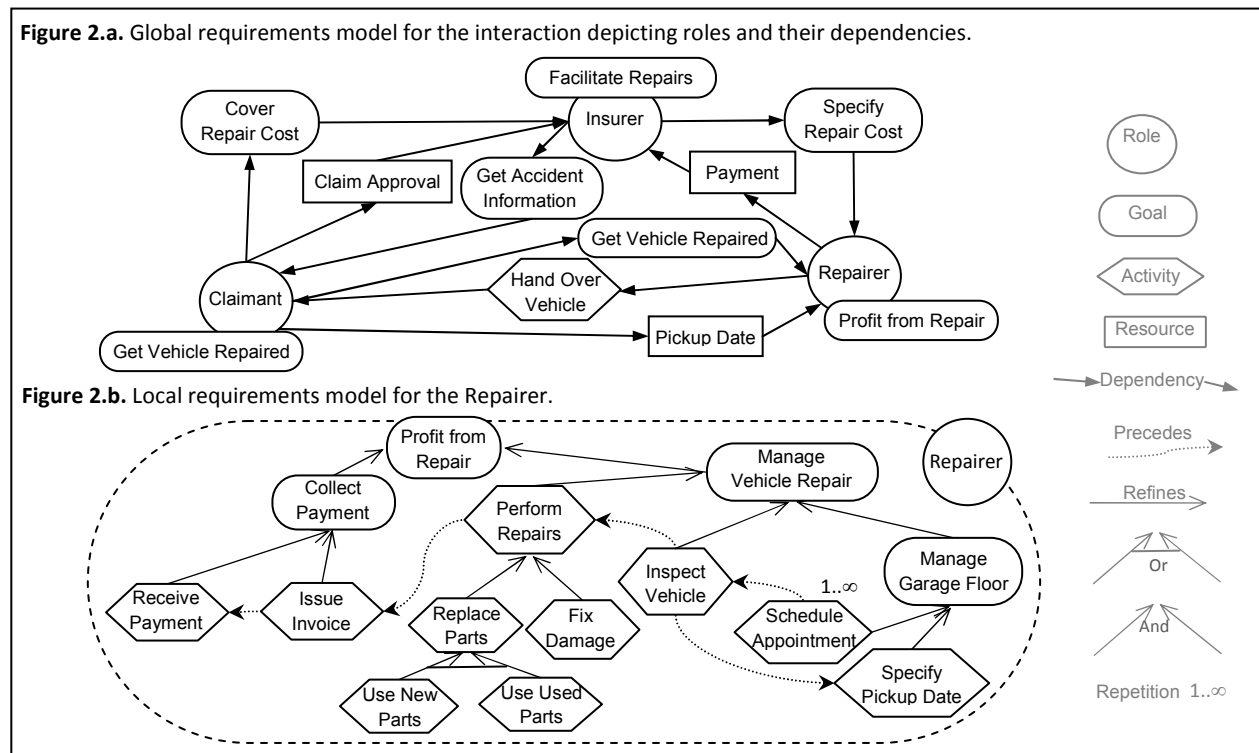 Figure 2.a. Global requirements model for the interaction depicting roles and their dependencies.
Facilitate Repairs
Cover
Repair Cost
Insurer
Specify
Repair Cost
Claim Approval
Get Accident
Information
Payment
Get Vehicle Repaired
Claimant
Hand Over
Vehicle
Repairer
Profit from Repair
Pickup Date
Get Vehicle Repaired
Role
Goal
Activity
Resource
Dependency
Precedes
Refines
Or
And
Repetition 1..∞
Figure 2.b. Local requirements model for the Repairer.
Profit from
Repair
Manage
Vehicle Repair
Repairer
Collect
Payment
Perform
Repairs
Manage
Garage Floor
Inspect
Vehicle
1..∞
Receive
Payment
Issue
Invoice
Replace
Parts
Fix
Damage
Schedule
Appointment
Specify
Pickup Date
Use New
Parts
Use Used
Parts